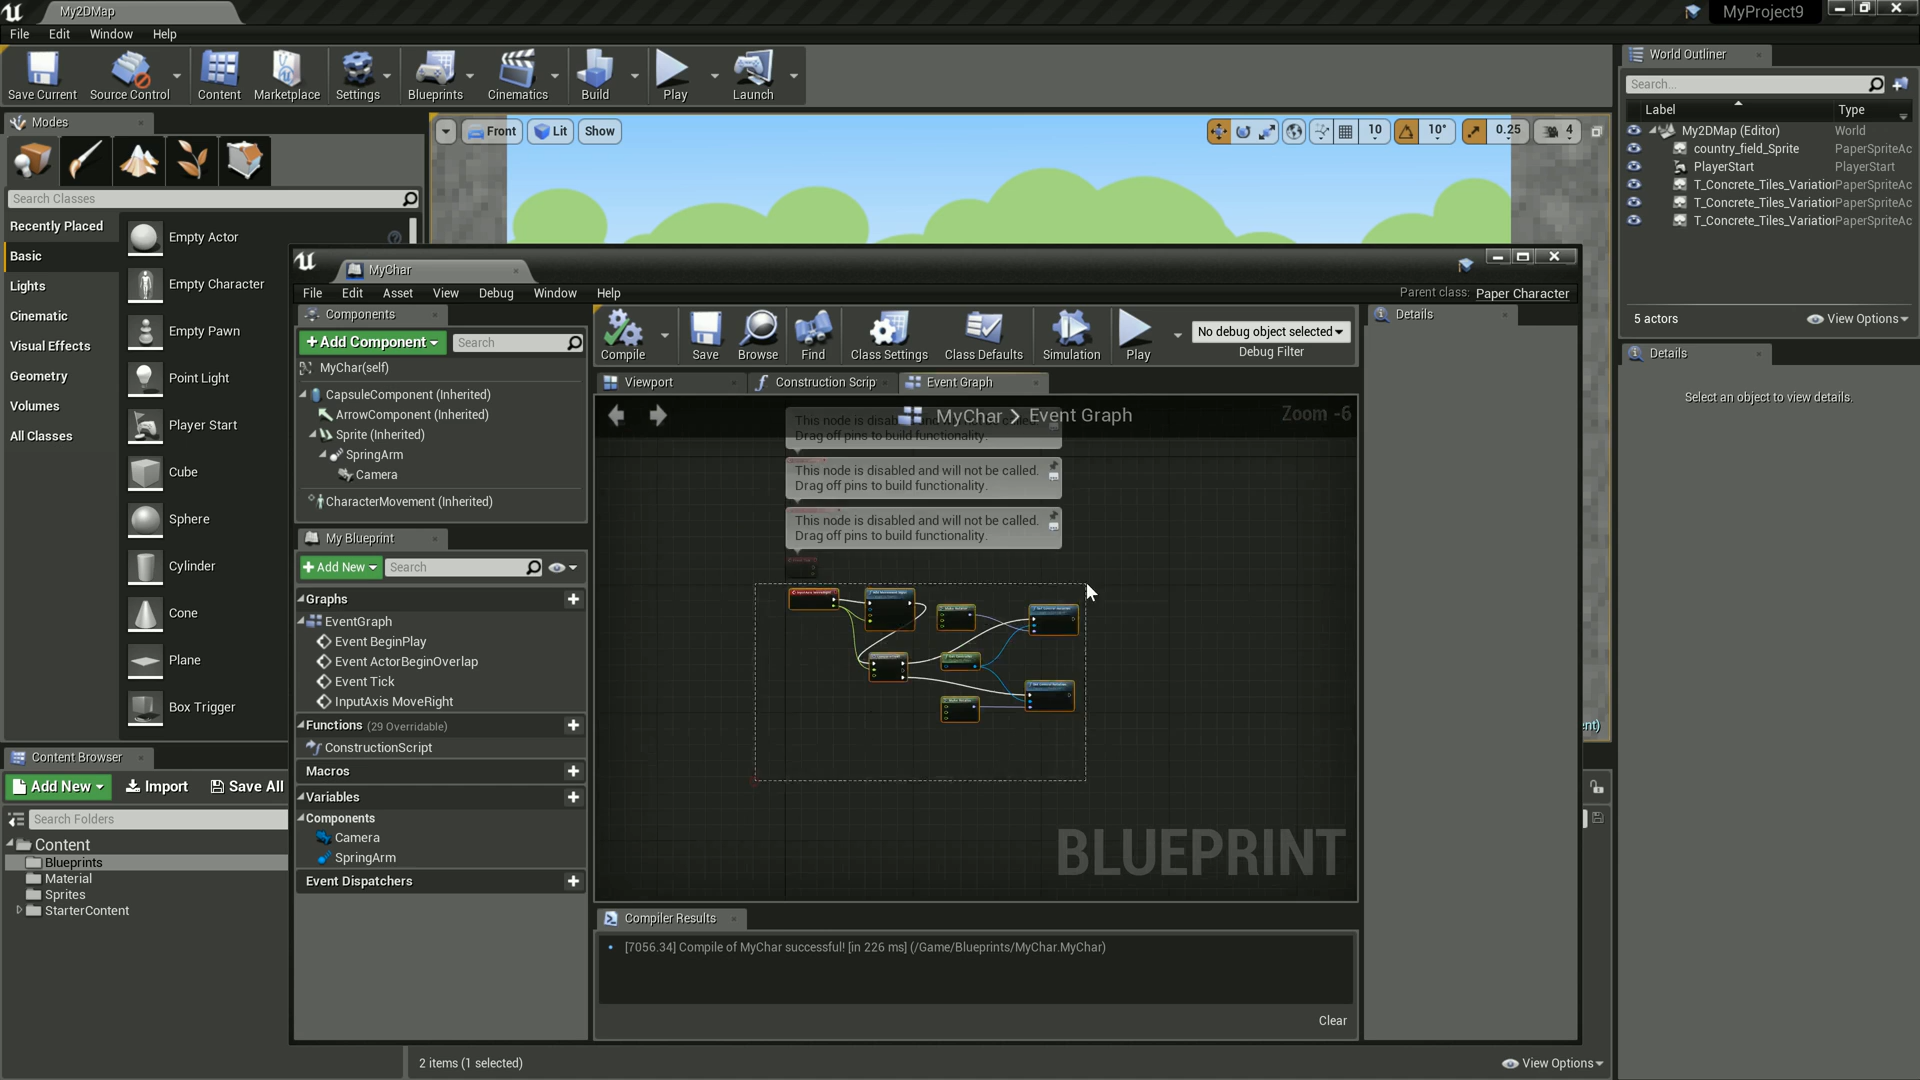 My2DMap
MyProject9
File Edit Window Help
Save Current
Source Control
Content
Marketplace
Settings
Blueprints
Cinematics
Build
Play
Launch
World Outliner
Search...
Label Type
My2DMap (Editor) World
country_field_Sprite PaperSpriteAc
PlayerStart PlayerStart
T_Concrete_Tiles_Variation PaperSpriteAc
T_Concrete_Tiles_Variation PaperSpriteAc
T_Concrete_Tiles_Variation PaperSpriteAc
5 actors
View Options
Details
Select an object to view details.
Modes
Search Classes
Recently Placed
Basic
Lights
Cinematic
Visual Effects
Geometry
Volumes
All Classes
Empty Actor
Empty Character
Empty Pawn
Point Light
Player Start
Cube
Sphere
Cylinder
Cone
Plane
Box Trigger
Front
Lit
Show
10
10°
0.25
4
MyChar
File Edit Asset View Debug Window Help
Parent class: Paper Character
Components
+Add Component
Search
MyChar(self)
CapsuleComponent (Inherited)
ArrowComponent (Inherited)
Sprite (Inherited)
SpringArm
Camera
CharacterMovement (Inherited)
My Blueprint
+Add New
Search
Graphs
EventGraph
Event BeginPlay
Event ActorBeginOverlap
Event Tick
InputAxis MoveRight
Functions (29 Overridable)
ConstructionScript
Macros
Variables
Components
Camera
SpringArm
Event Dispatchers
Compile
Save
Browse
Find
Class Settings
Class Defaults
Simulation
Play
No debug object selected
Debug Filter
Details
Viewport
Construction Scrip
Event Graph
MyChar > Event Graph
Zoom -6
Drag off pins to build functionality.
This node is disabled and will not be called.
Drag off pins to build functionality.
This node is disabled and will not be called.
Drag off pins to build functionality.
BLUEPRINT
Compiler Results
[7056.34] Compile of MyChar successful! [in 226 ms] (/Game/Blueprints/MyChar.MyChar)
Clear
Content Browser
Add New
Import
Save All
Search Folders
Content
Blueprints
Material
Sprites
StarterContent
2 items (1 selected)
View Options